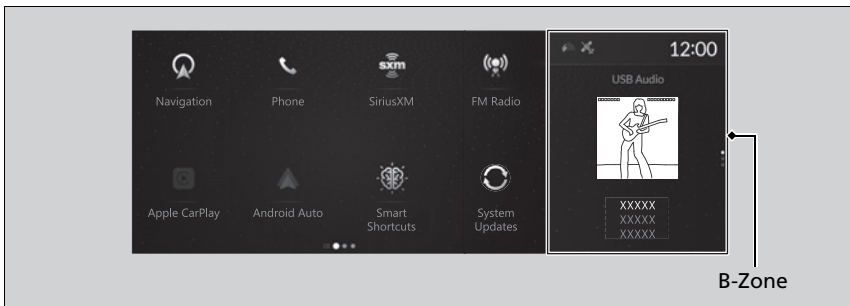 12:00
sxm
USB Audio
Navigation
Phone
SiriusXM
FM Radio
Apple CarPlay
Android Auto
Smart
Shortcuts
System
Updates
XXXXX
XXXXX
XXXXX
B-Zone